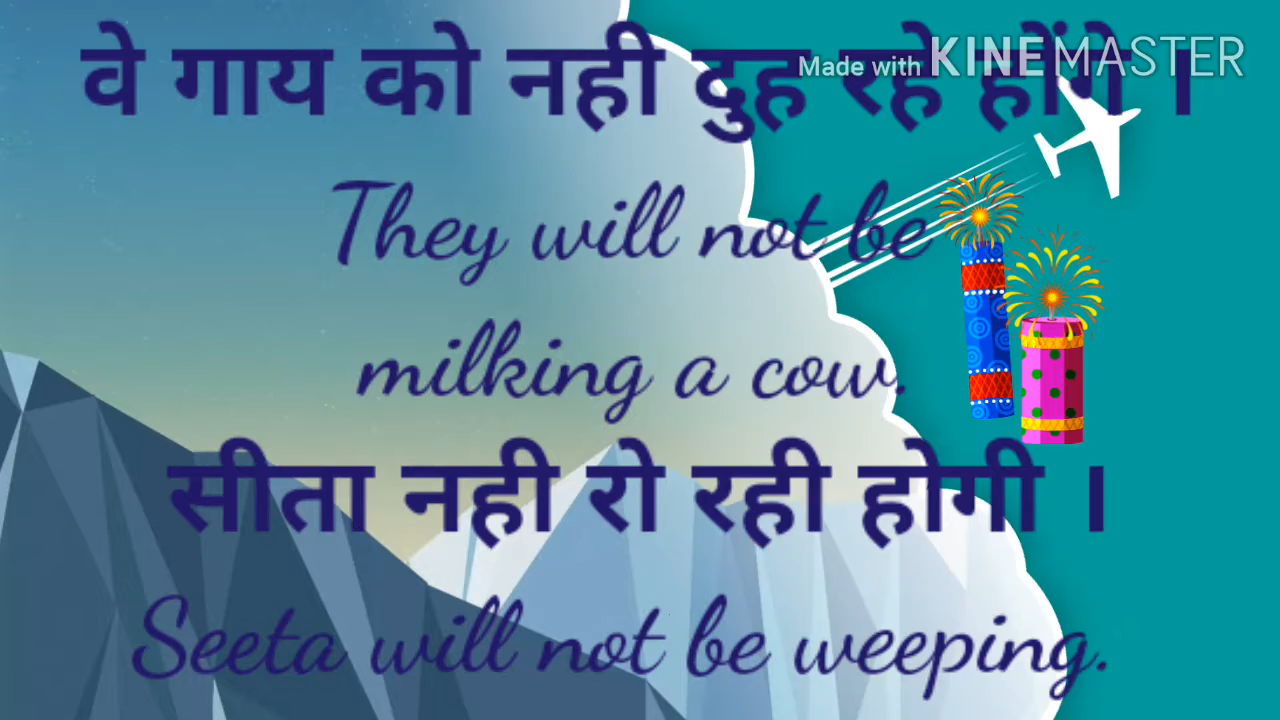 वे गाय को नही दुह रहे होंगे ।
Made with KINEMASTER
They will not be
milking a cow.
सीता नही रो रही होगी ।
Seeta will not be weeping.